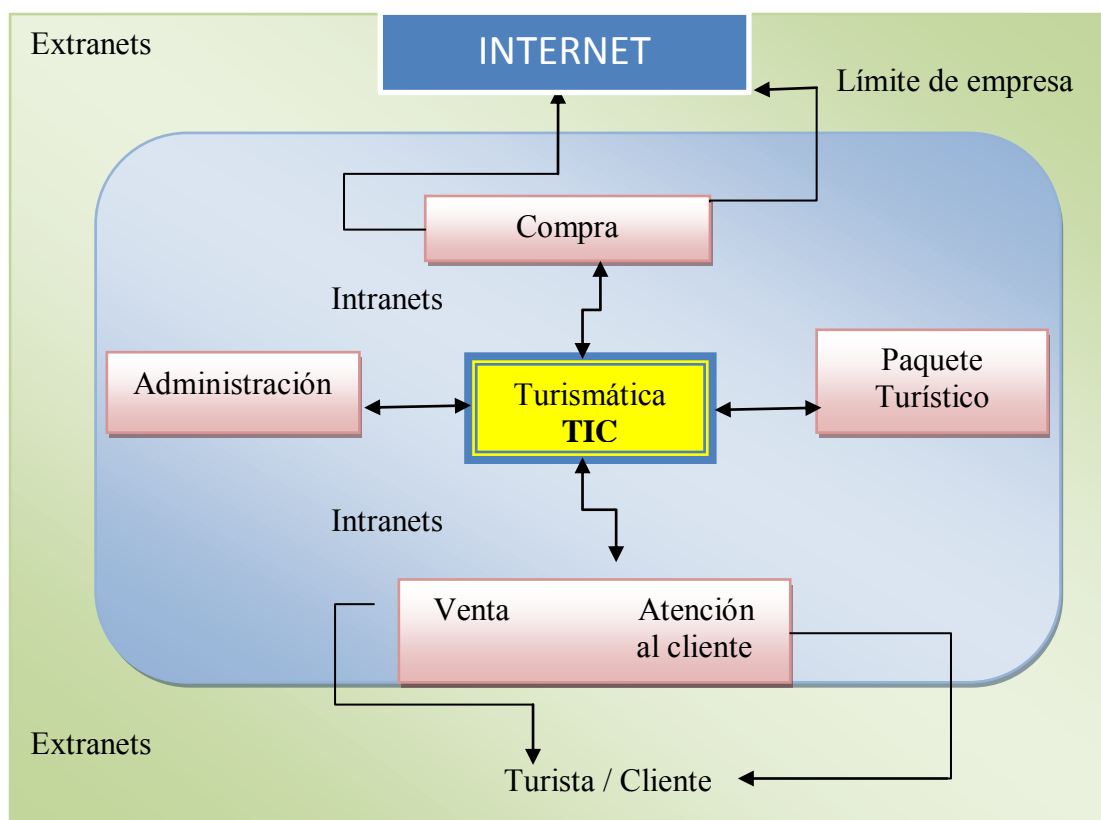 Extranets
INTERNET
Límite de empresa
Compra
Intranets
Administración
Turismática
TIC
Paquete
Turístico
Intranets
Venta
Atención
al cliente
Extranets
Turista / Cliente